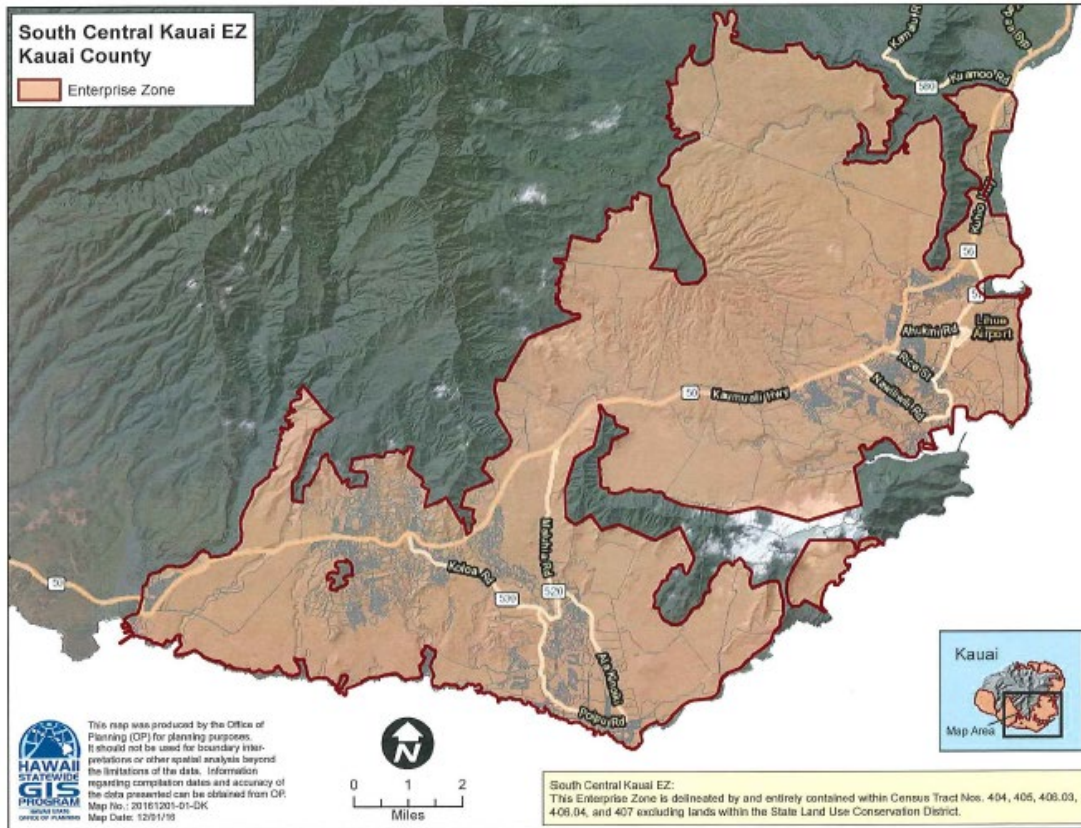 South Central Kauai EZ
Kauai County
Enterprise Zone
Kuamoo Rd
580
56
51
Ahukini Rd
Lihue
Airport
Rice St
Nawiliwili Rd
50
Kaumualii Hwy
Maluhia Rd
Koloa Rd
530
520
50
Ala Kinoiki
Poipu Rd
Kauai
Map Area
HAWAII
STATEWIDE
GIS
PROGRAM
HAWAII STATE
OFFICE OF PLANNING
This map was produced by the Office of
Planning (OP) for planning purposes.
It should not be used for boundary inter-
pretations or other spatial analysis beyond
the limitations of the data. Information
regarding compilation dates and accuracy of
the data presented can be obtained from OP.
Map No.: 20161201-01-DK
Map Date: 12/01/16
N
0 1 2
Miles
South Central Kauai EZ:
This Enterprise Zone is delineated by and entirely contained within Census Tract Nos. 404, 405, 406.03,
406.04, and 407 excluding lands within the State Land Use Conservation District.